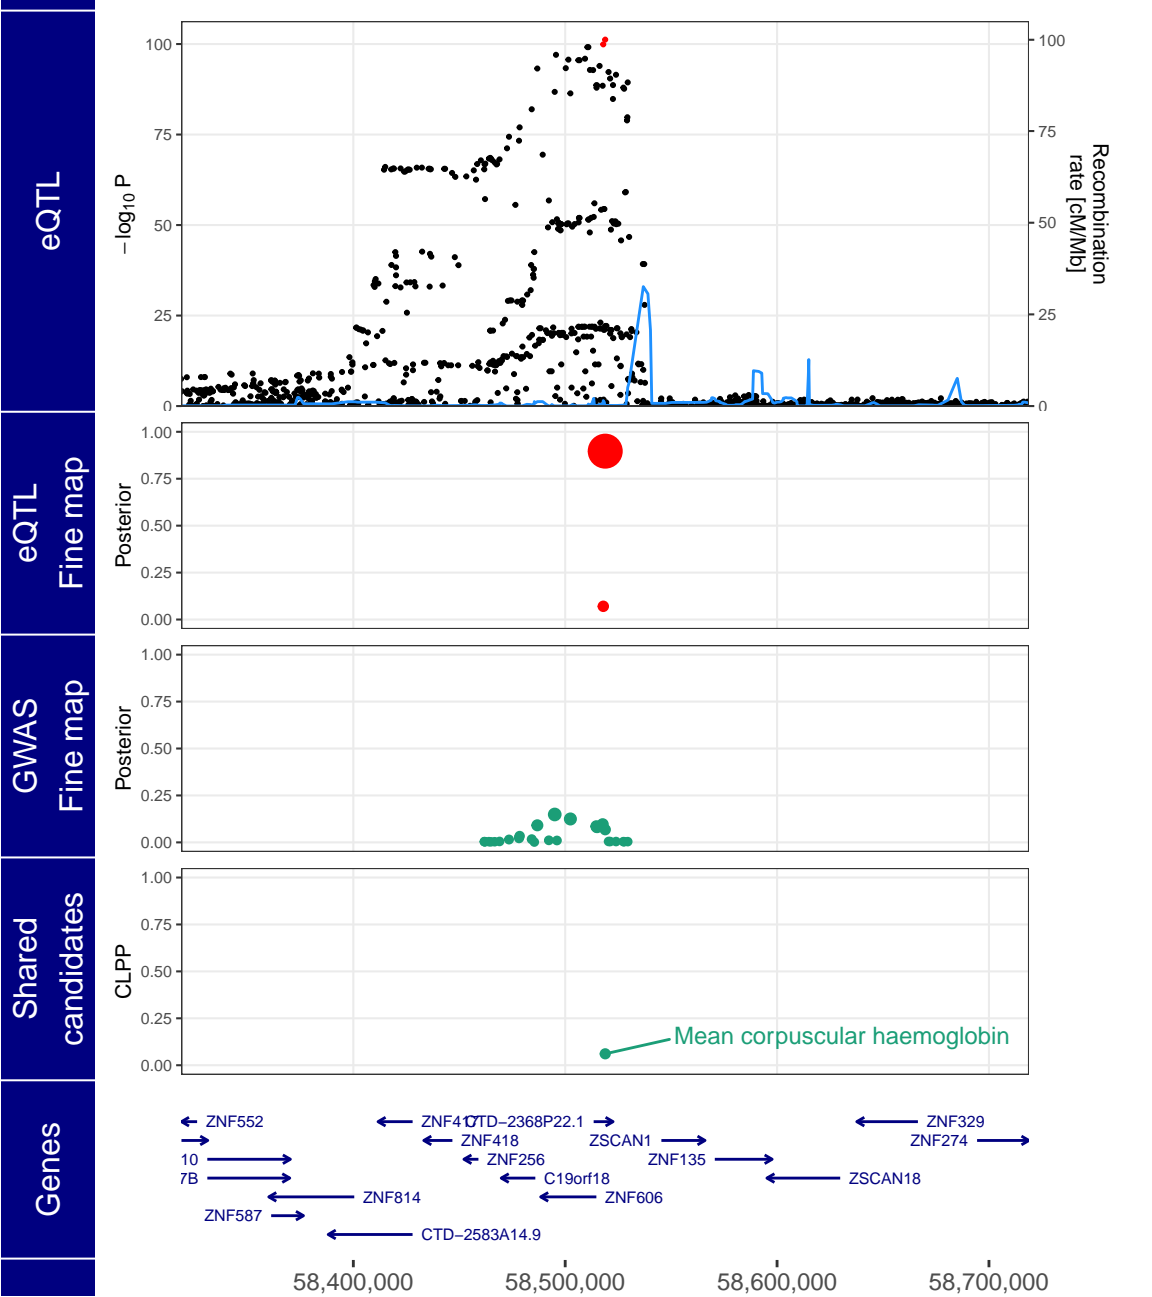 eQTL
−log10 P
100
75
50
25
0
100
75
50
25
0
Recombination
rate [cM/Mb]
eQTL
Fine map
Posterior
1.00
0.75
0.50
0.25
0.00
GWAS
Fine map
Posterior
1.00
0.75
0.50
0.25
0.00
Shared
candidates
CLPP
1.00
0.75
0.50
0.25
0.00
Mean corpuscular haemoglobin
Genes
ZNF552
ZNF417
CTD−2368P22.1
ZNF329
ZNF418
ZSCAN1
ZNF274
10
ZNF256
ZNF135
7B
C19orf18
ZSCAN18
ZNF814
ZNF606
ZNF587
CTD−2583A14.9
58,400,000
58,500,000
58,600,000
58,700,000